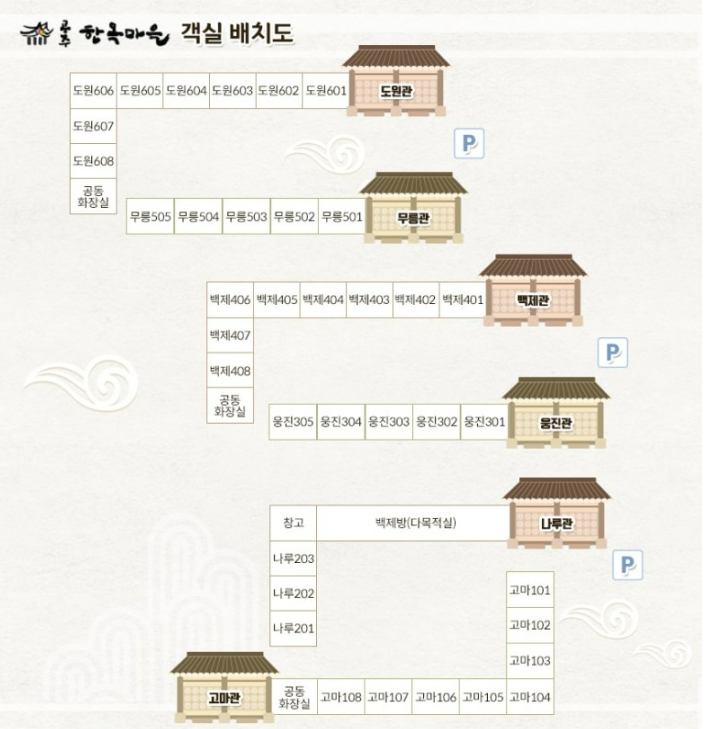 공주 한옥마을 객실 배치도
도원606 도원605 도원604 도원603 도원602 도원601 도원관
도원607
P
도원608
공동
화장실
무릉505 무릉504 무릉503 무릉502 무릉501 무릉관
백제406 백제405 백제404 백제403 백제402 백제401 백제관
백제407
P
백제408
공동
화장실
웅진305 웅진304 웅진303 웅진302 웅진301 웅진관
창고 백제방(다목적실) 나루관
나루203
P
고마101
나루202
고마102
나루201
고마103
고마관
공동
화장실
고마108 고마107 고마106 고마105 고마104